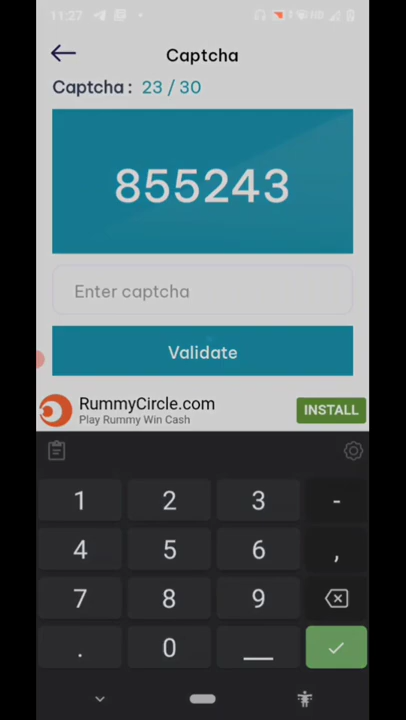 11:27
Captcha
Captcha : 23 / 30
855243
Enter captcha
Validate
RummyCircle.com
Play Rummy Win Cash
INSTALL
1 2 3 -
4 5 6 ,
7 8 9
. 0